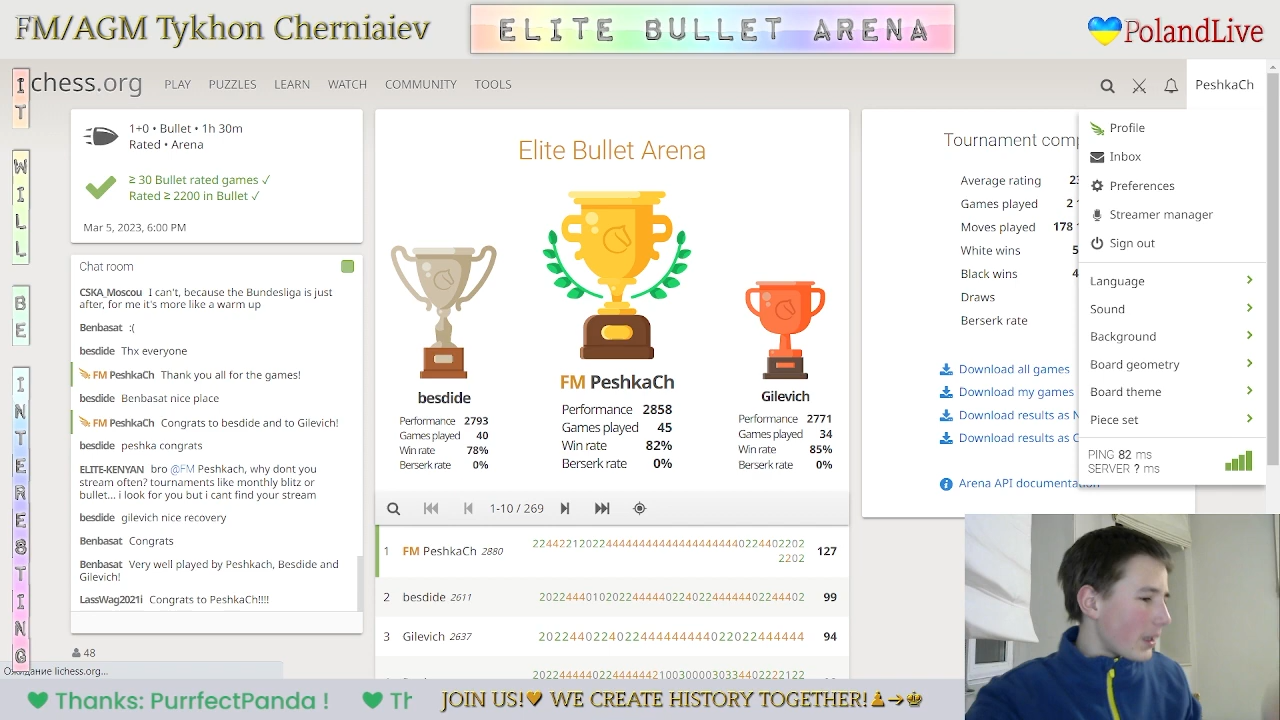 FM/AGM Tykhon Cherniaiev
ELITE BULLET ARENA
PolandLive
IT WILL BE INTERESTING
lichess.org PLAY PUZZLES LEARN WATCH COMMUNITY TOOLS PeshkaCh
1+0 • Bullet • 1h 30m
Rated • Arena
≥ 30 Bullet rated games ✓
Rated ≥ 2200 in Bullet ✓
Mar 5, 2023, 6:00 PM
Chat room
CSKA_Moscou I can't, because the Bundesliga is just
after, for me it's more like a warm up
Benbasat :(
besdide Thx everyone
FM PeshkaCh Thank you all for the games!
besdide Benbasat nice place
FM PeshkaCh Congrats to besdide and to Gilevich!
besdide peshka congrats
ELITE-KENYAN bro @FM Peshkach, why dont you
stream often? tournaments like monthly blitz or
bullet... i look for you but i cant find your stream
besdide gilevich nice recovery
Benbasat Congrats
Benbasat Very well played by Peshkach, Besdide and
Gilevich!
LassWag2021i Congrats to PeshkaCh!!!!
48
Ожидание lichess.org...
Elite Bullet Arena
besdide
Performance 2793
Games played 40
Win rate 78%
Berserk rate 0%
FM PeshkaCh
Performance 2858
Games played 45
Win rate 82%
Berserk rate 0%
Gilevich
Performance 2771
Games played 34
Win rate 85%
Berserk rate 0%
1-10 / 269
1 FM PeshkaCh 2880 127
2 besdide 2611 2022444010202244444022402244444402244402 99
3 Gilevich 2637 94
Tournament comp
Average rating 23
Games played 2
Moves played 178
White wins 5
Black wins 4
Draws
Berserk rate
Download all games
Download my games
Download results as N
Download results as C
Arena API documentation
Profile
Inbox
Preferences
Streamer manager
Sign out
Language
Sound
Background
Board geometry
Board theme
Piece set
PING 82 ms
SERVER ? ms
Thanks: PurrfectPanda ! Th
JOIN US!🧡 WE CREATE HISTORY TOGETHER!♟➔♚